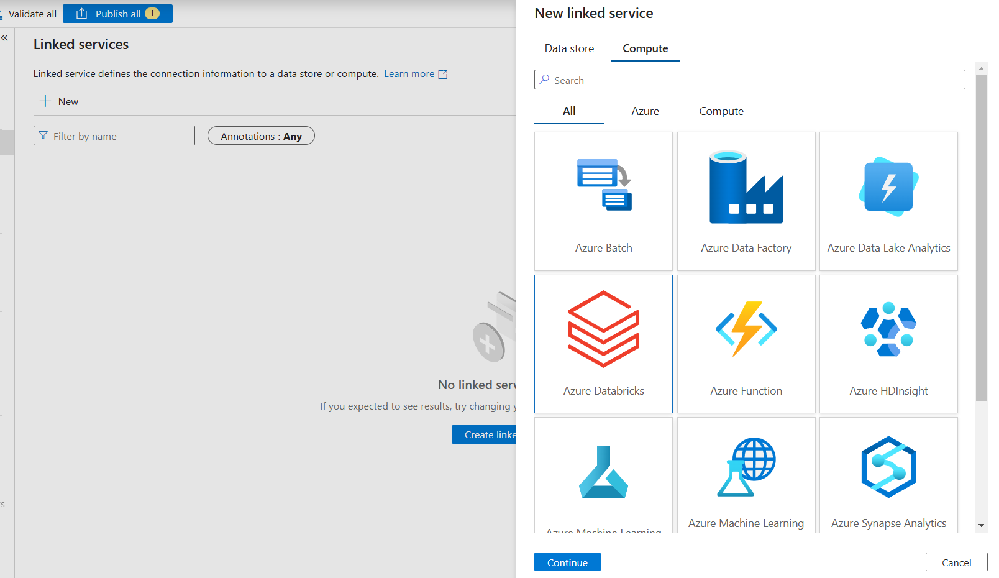 Validate all
Publish all 1
Linked services
Linked service defines the connection information to a data store or compute. Learn more
New
Filter by name
Annotations : Any
No linked
If you expected to see results, try changing
Create
New linked service
Data store
Compute
Search
All
Azure
Compute
Azure Batch
Azure Data Factory
Azure Data Lake Analytics
Azure Databricks
Azure Function
Azure HDInsight
Azure Machine Learning
Azure Machine Learning
Azure Synapse Analytics
Continue
Cancel